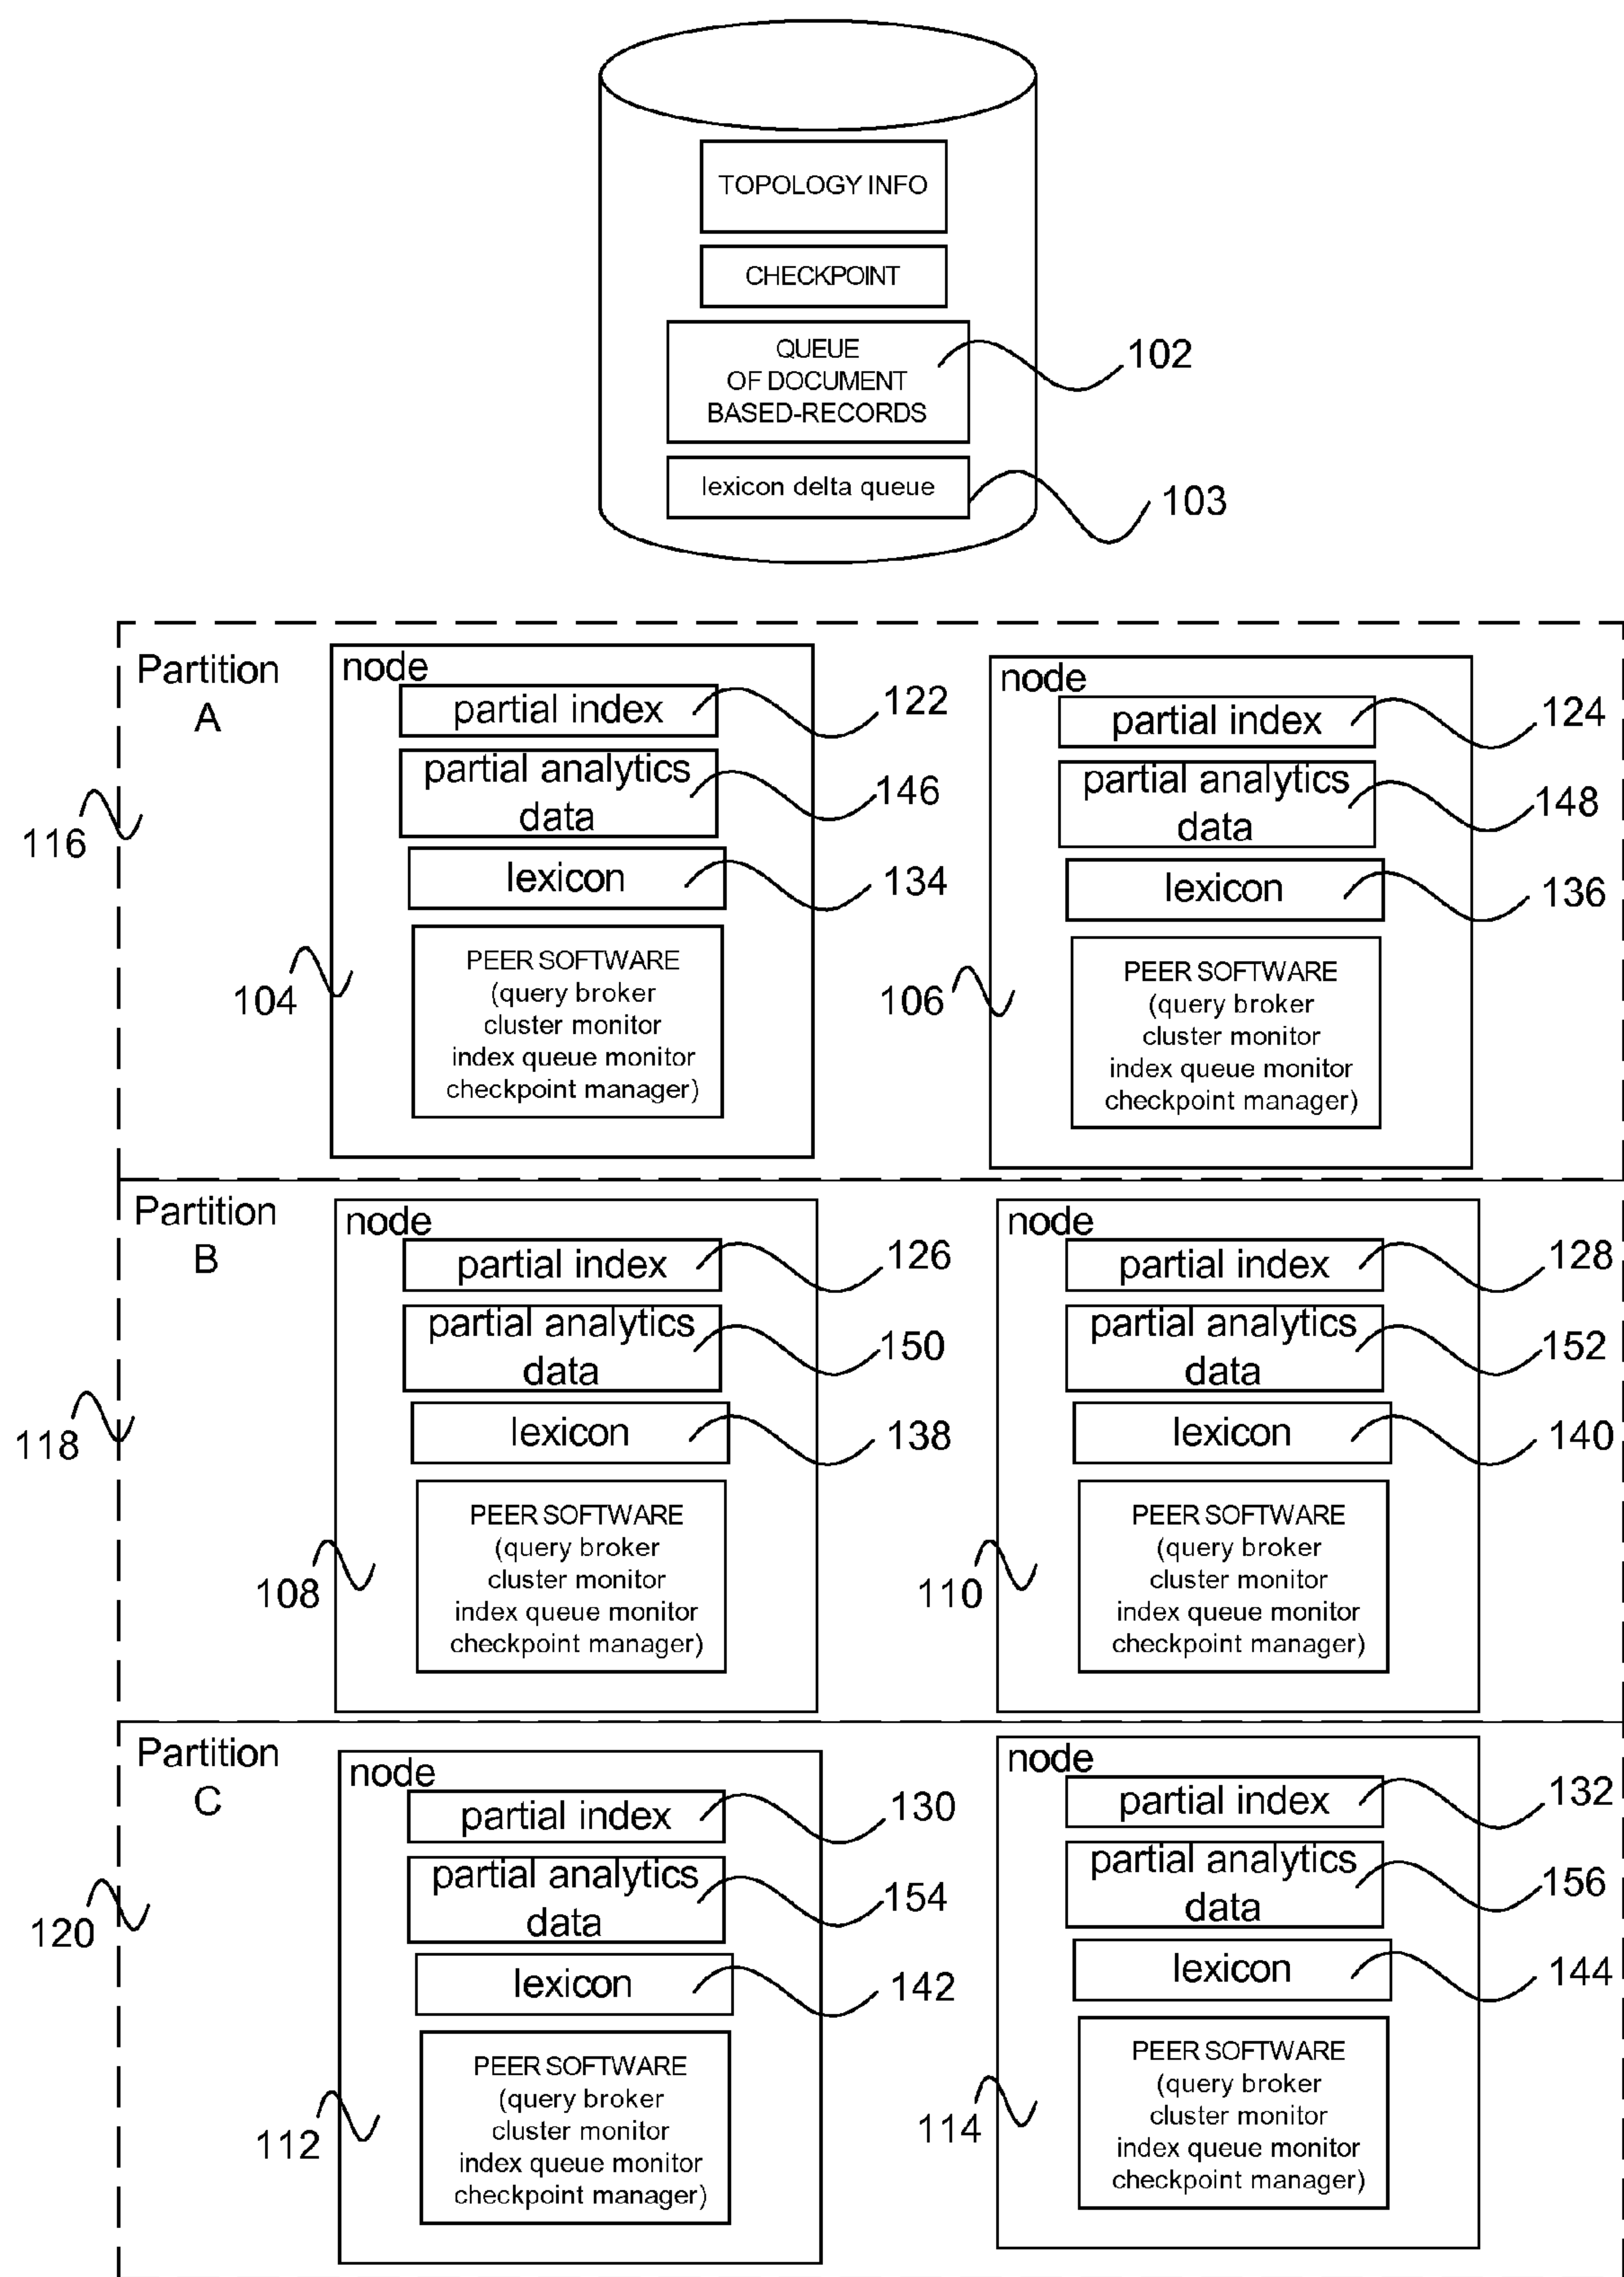 TOPOLOGY INFO
CHECKPOINT
QUEUE
OF DOCUMENT
BASED-RECORDS
102
lexicon delta queue
103
Partition
A
116
node
partial index
122
partial analytics
data
146
lexicon
134
PEER SOFTWARE
(query broker
cluster monitor
index queue monitor
checkpoint manager)
104
node
partial index
124
partial analytics
data
148
lexicon
136
PEER SOFTWARE
(query broker
cluster monitor
index queue monitor
checkpoint manager)
106
Partition
B
118
node
partial index
126
partial analytics
data
150
lexicon
138
PEER SOFTWARE
(query broker
cluster monitor
index queue monitor
checkpoint manager)
108
node
partial index
128
partial analytics
data
152
lexicon
140
PEER SOFTWARE
(query broker
cluster monitor
index queue monitor
checkpoint manager)
110
Partition
C
120
node
partial index
130
partial analytics
data
154
lexicon
142
PEER SOFTWARE
(query broker
cluster monitor
index queue monitor
checkpoint manager)
112
node
partial index
132
partial analytics
data
156
lexicon
144
PEER SOFTWARE
(query broker
cluster monitor
index queue monitor
checkpoint manager)
114